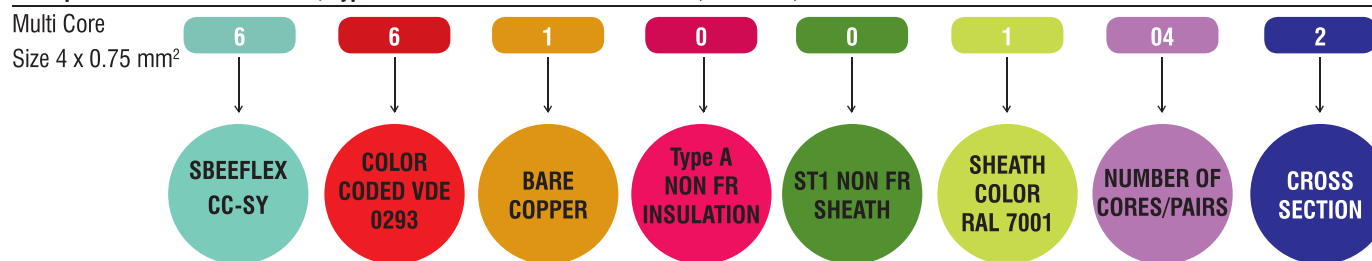 Multi Core
Size 4 x 0.75 mm²
6
6
1
0
0
1
04
2
SBEEFLEX
CC-SY
COLOR
CODED VDE
0293
BARE
COPPER
Type A
NON FR
INSULATION
ST1 NON FR
SHEATH
SHEATH
COLOR
RAL 7001
NUMBER OF
CORES/PAIRS
CROSS
SECTION